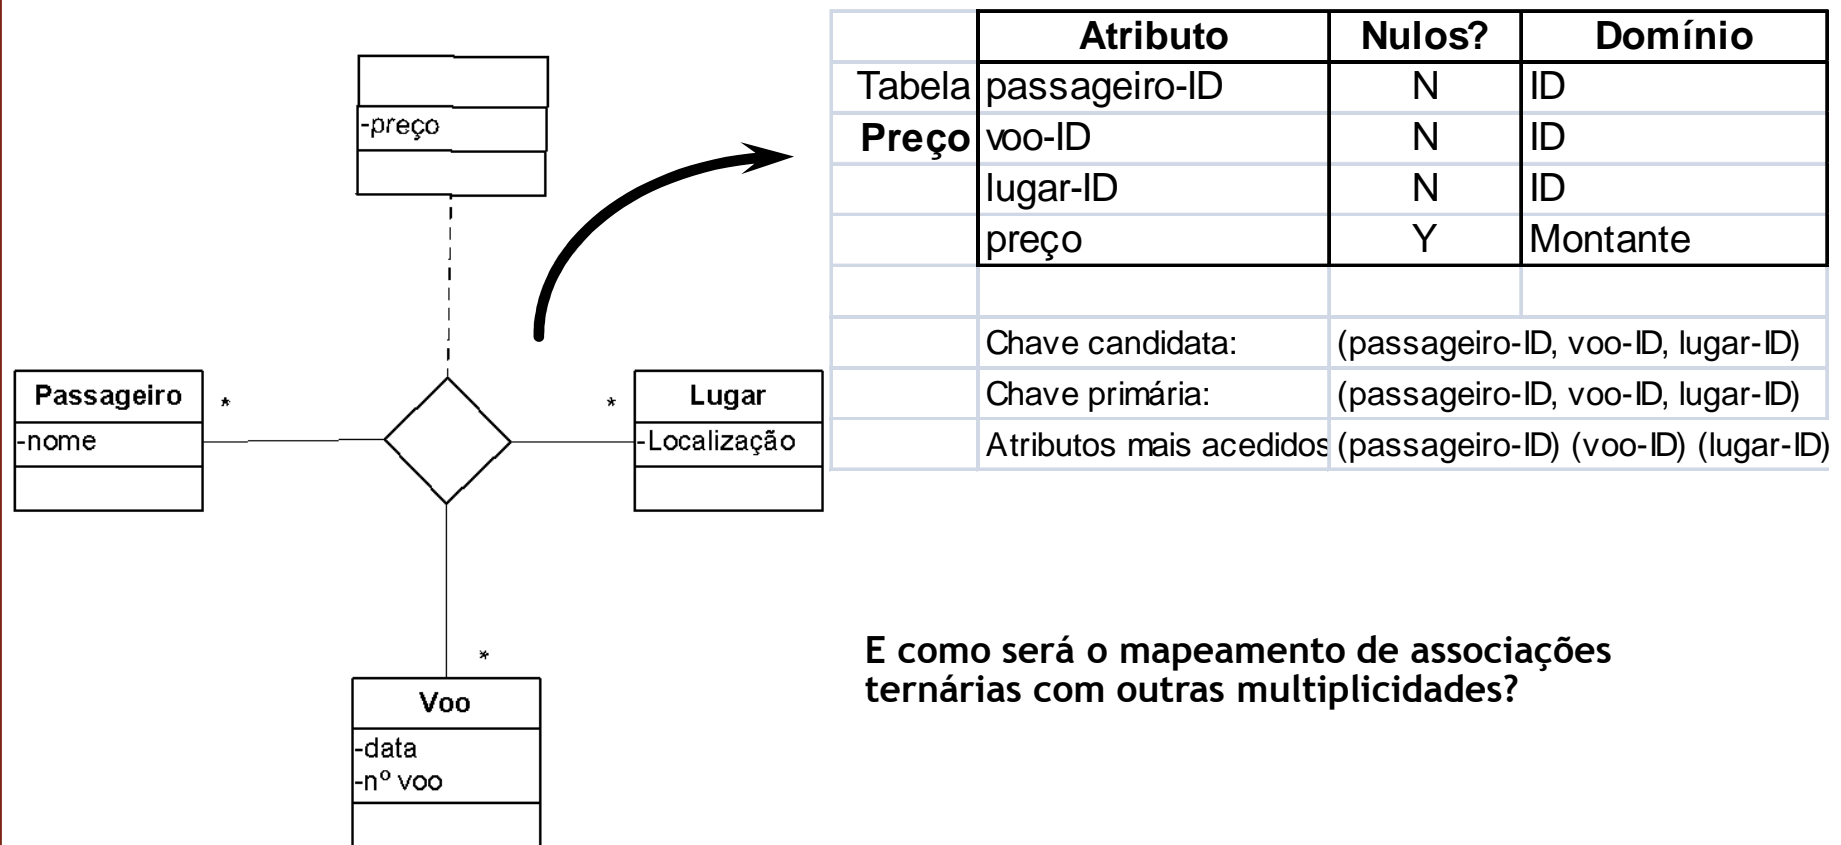 Atributo Nulos? Domínio
Tabela passageiro-ID N ID
Preço voo-ID N ID
lugar-ID N ID
preço Y Montante
Chave candidata: (passageiro-ID, voo-ID, lugar-ID)
Chave primária: (passageiro-ID, voo-ID, lugar-ID)
Atributos mais acedidos (passageiro-ID) (voo-ID) (lugar-ID)
-preço
Passageiro
-nome
*
*
Lugar
-Localização
*
Voo
-data
-nº voo
E como será o mapeamento de associações
ternárias com outras multiplicidades?